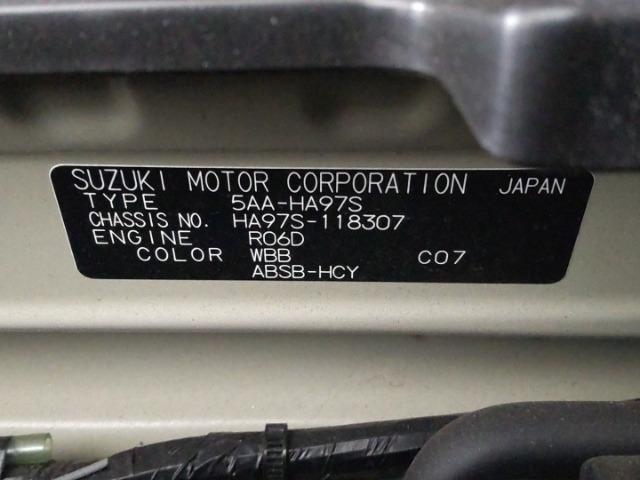 SUZUKI MOTOR CORPORATION JAPAN
TYPE 5AA-HA97S
CHASSIS NO. HA97S-118307
ENGINE R06D
COLOR WBB C07
ABSB-HCY